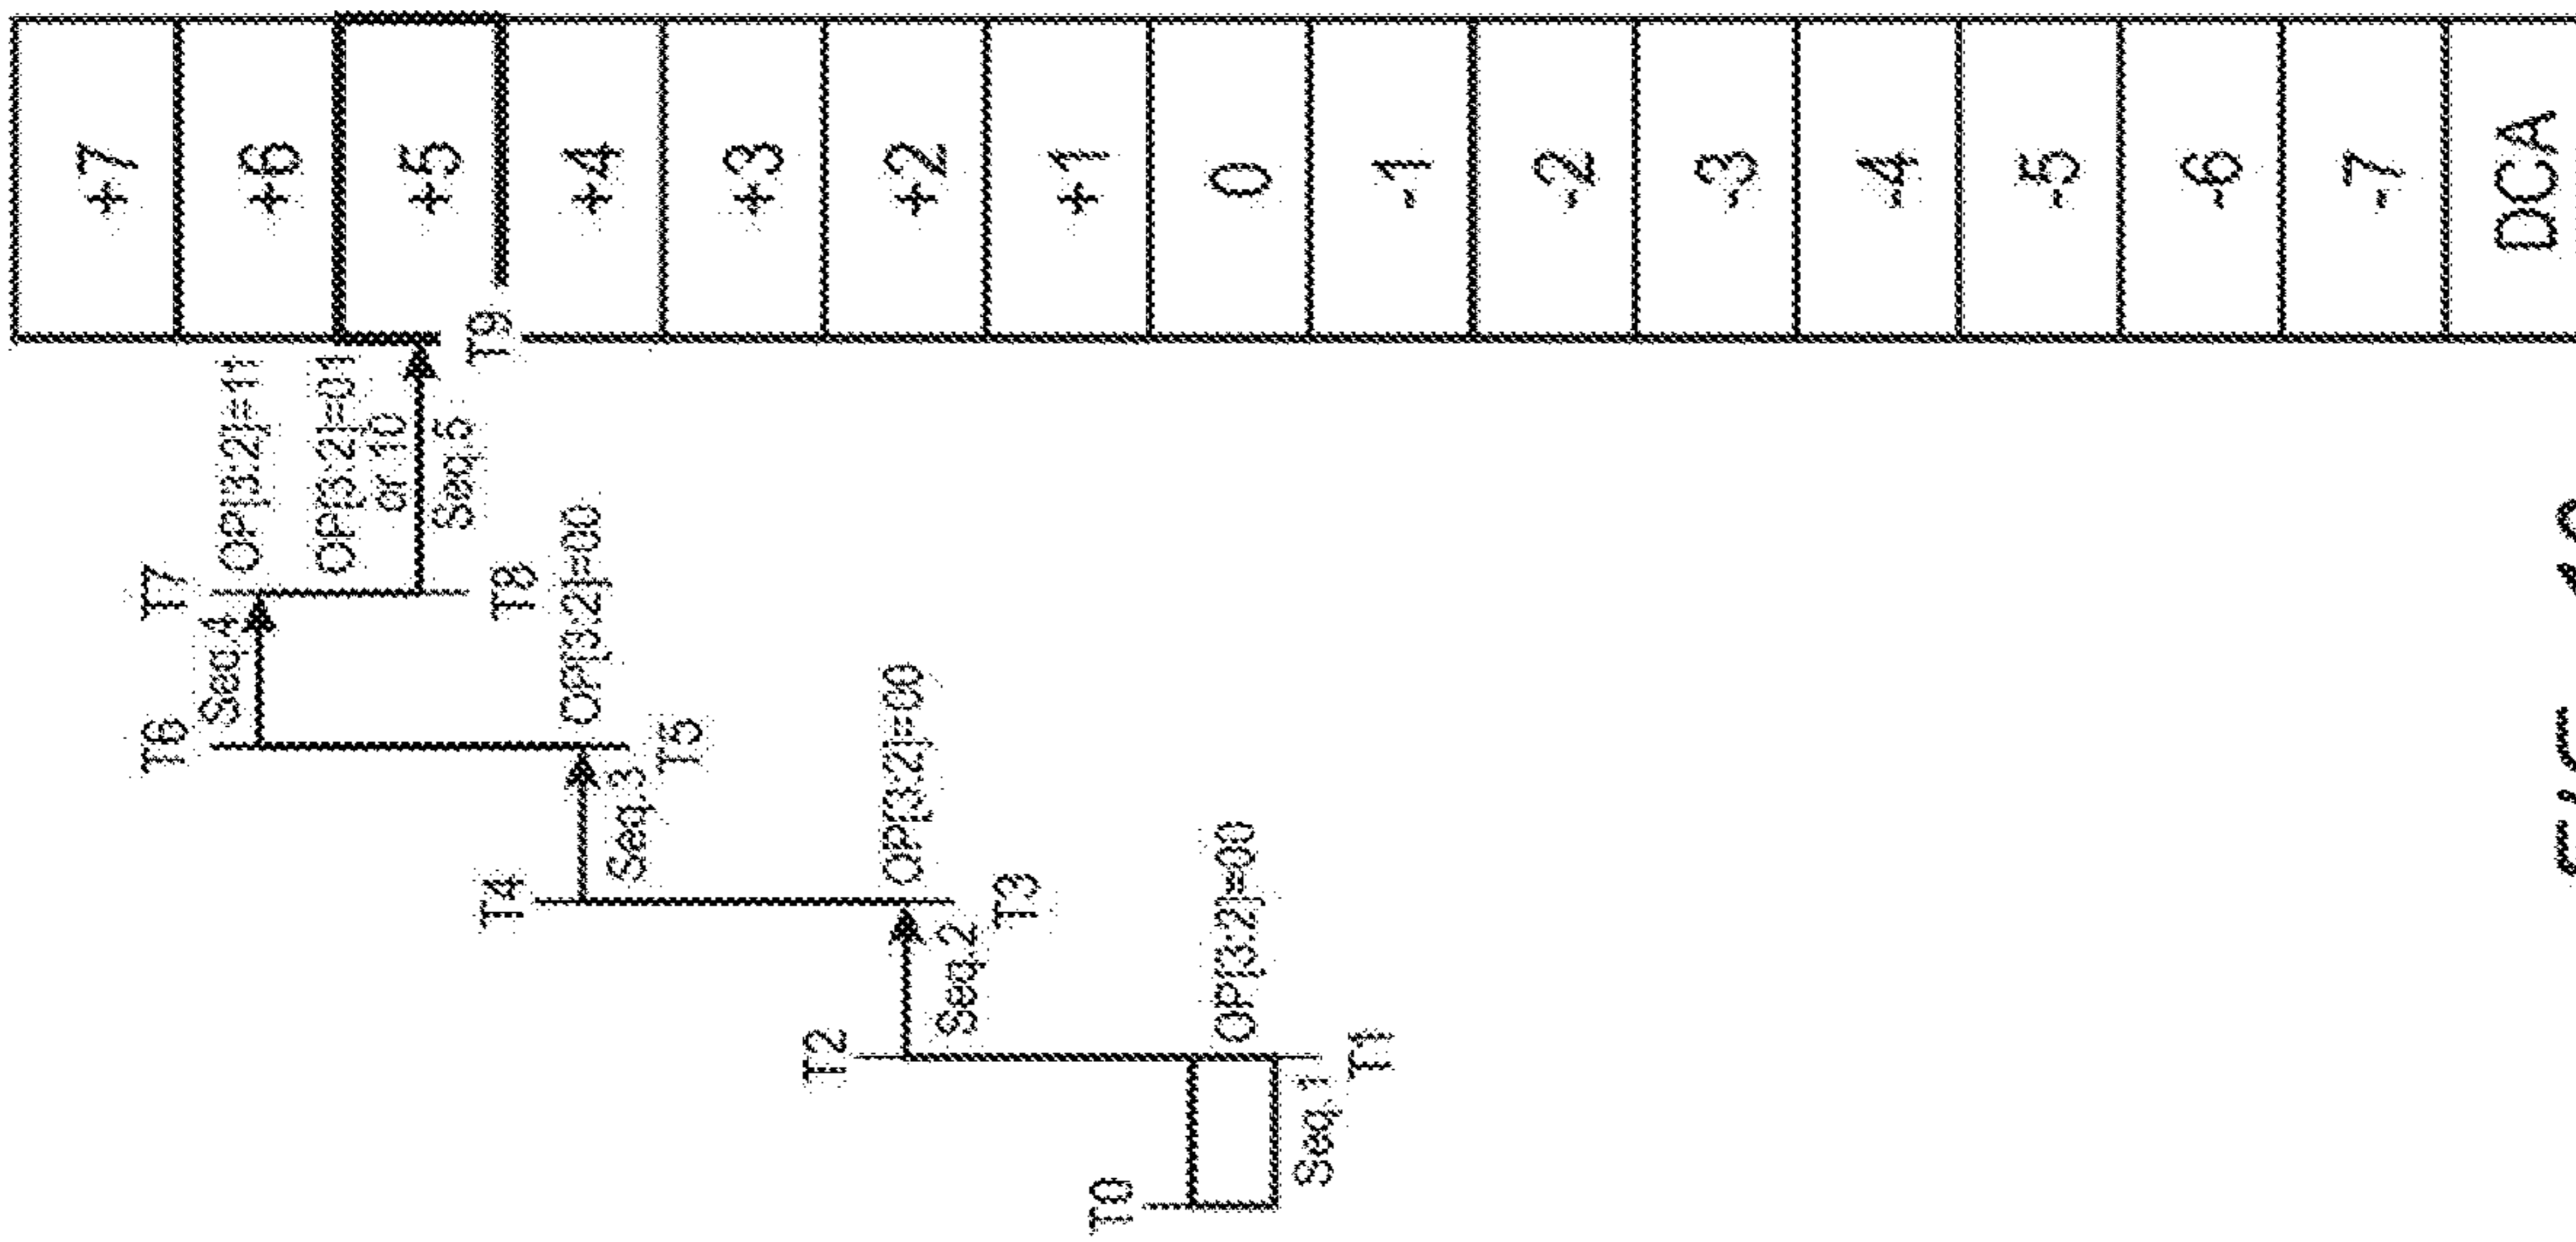 +7
T6 T7
Seq.4 OP[3:2]=11 +6
OP[3:2]=01
or 10 +5
Seq.5
T4 T8 T9
OP[3:2]=00 +4
Seq.3
T5
+3
T2
OP[3:2]=00 +2
Seq.2
T3
+1
T0
OP[3:2]=00 0
Seq.1
T1
-1
-2
-3
-4
-5
-6
-7
DCA